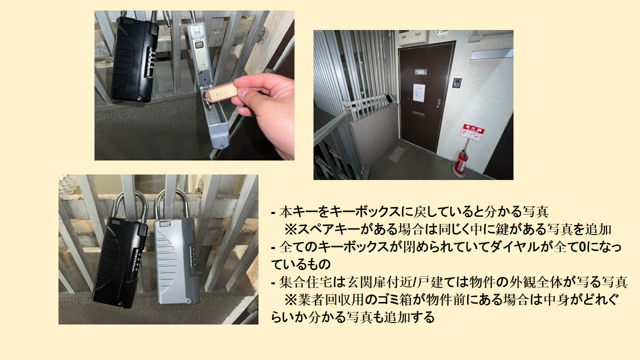 - 本キーをキーボックスに戻していると分かる写真
※スペアキーがある場合は同じく中に鍵がある写真を追加
- 全てのキーボックスが閉められていてダイヤルが全て0になっ
ているもの
- 集合住宅は玄関扉付近/戸建ては物件の外観全体が写る写真
※業者回収用のゴミ箱が物件前にある場合は中身がどれぐ
らいか分かる写真も追加する